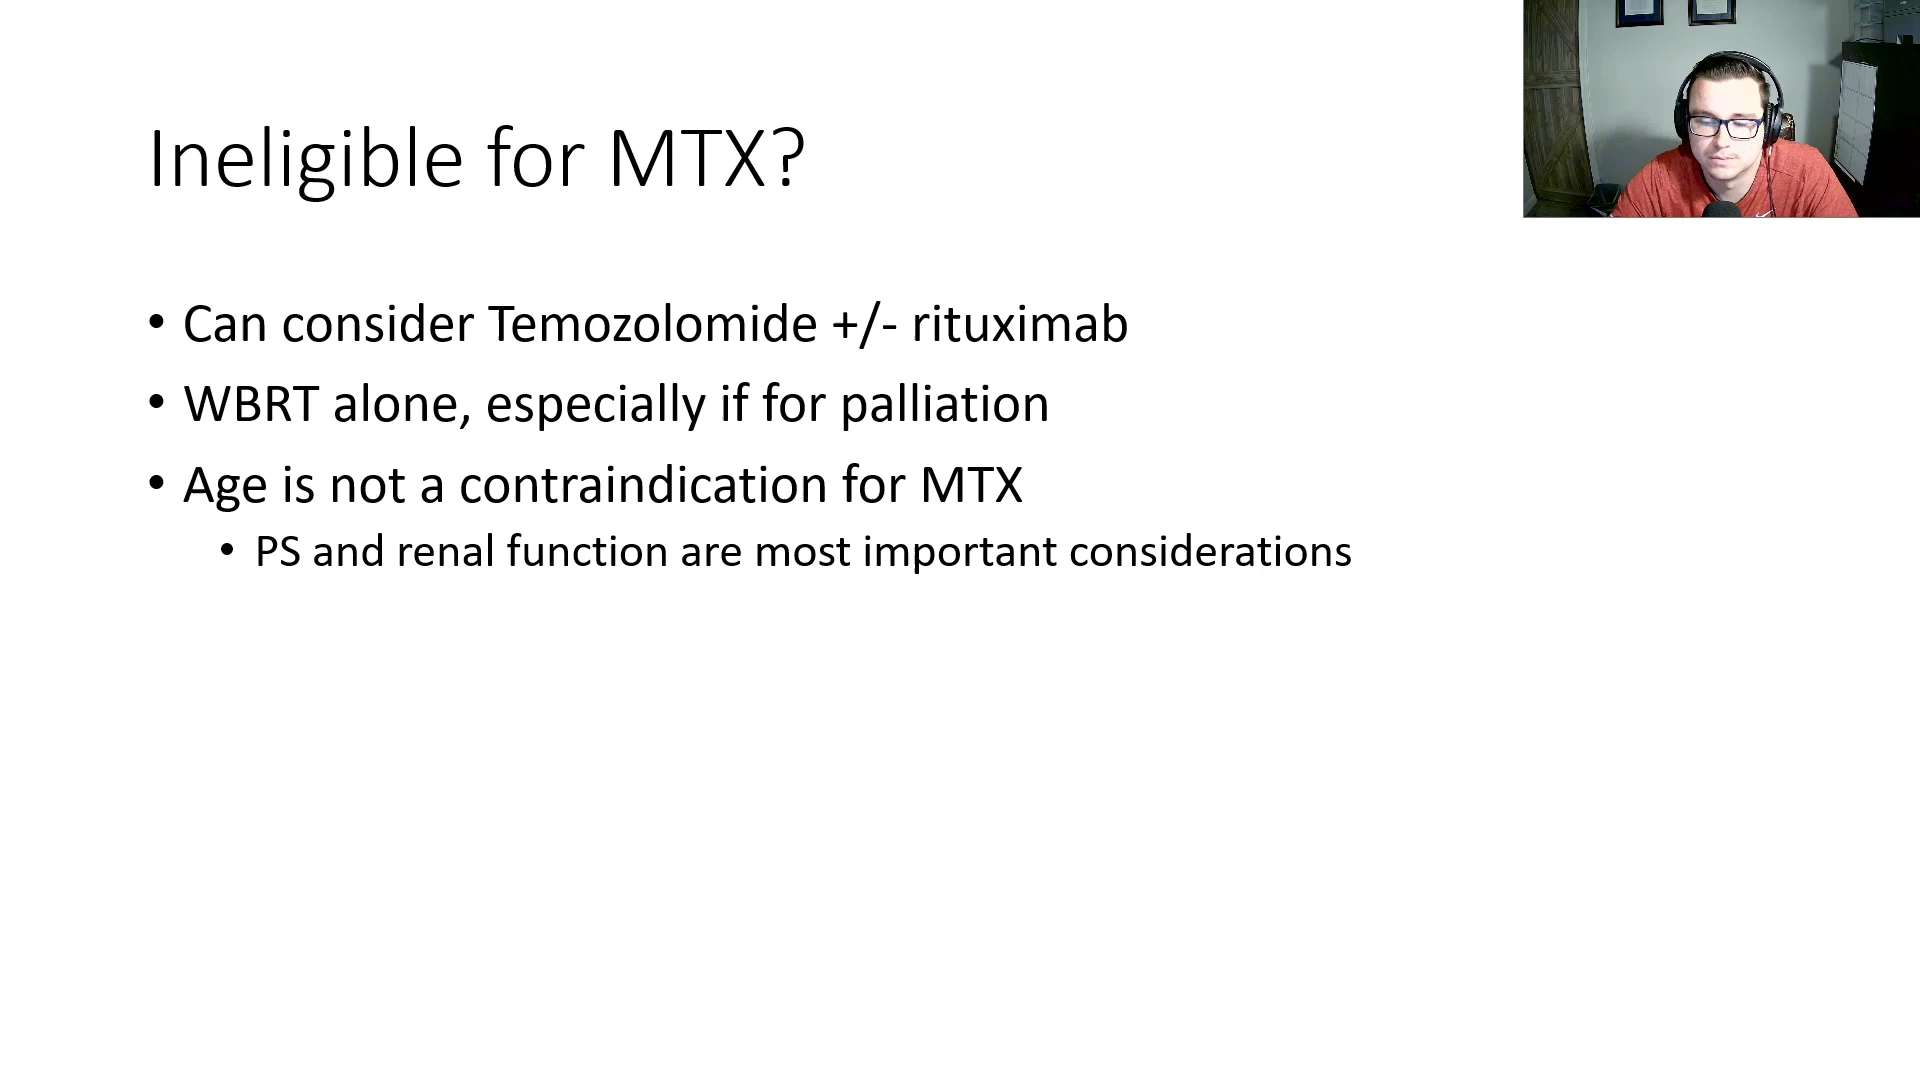 Ineligible for MTX?
• Can consider Temozolomide +/- rituximab
• WBRT alone, especially if for palliation
• Age is not a contraindication for MTX
• PS and renal function are most important considerations